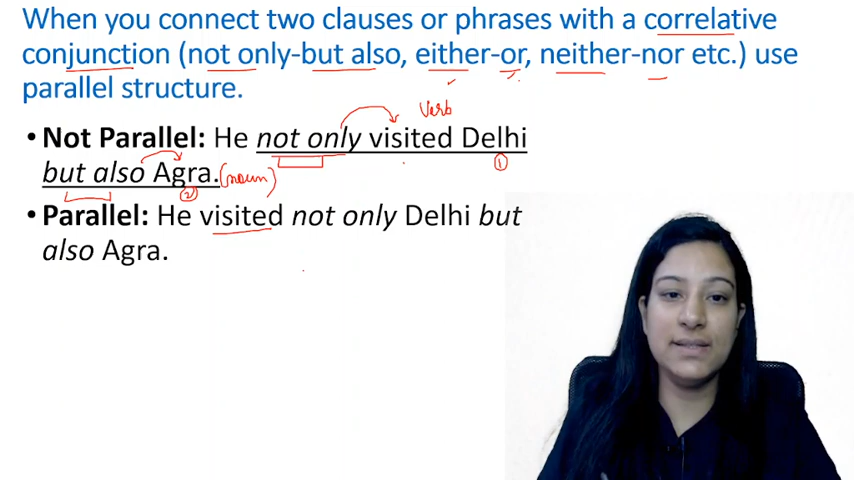 When you connect two clauses or phrases with a correlative
conjunction (not only-but also, either-or, neither-nor etc.) use
parallel structure.
Verb
• Not Parallel: He not only visited Delhi
①
but also Agra. (noun)
②
• Parallel: He visited not only Delhi but
also Agra.